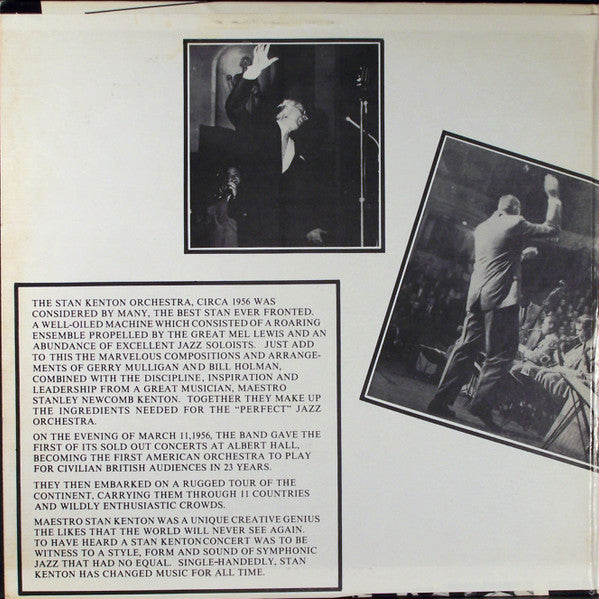 THE STAN KENTON ORCHESTRA, CIRCA 1956 WAS
CONSIDERED BY MANY, THE BEST STAN EVER FRONTED.
A WELL-OILED MACHINE WHICH CONSISTED OF A ROARING
ENSEMBLE PROPELLED BY THE GREAT MEL LEWIS AND AN
ABUNDANCE OF EXCELLENT JAZZ SOLOISTS. JUST ADD
TO THIS THE MARVELOUS COMPOSITIONS AND ARRANGE-
MENTS OF GERRY MULLIGAN AND BILL HOLMAN,
COMBINED WITH THE DISCIPLINE, INSPIRATION AND
LEADERSHIP FROM A GREAT MUSICIAN, MAESTRO
STANLEY NEWCOMB KENTON. TOGETHER THEY MAKE UP
THE INGREDIENTS NEEDED FOR THE "PERFECT" JAZZ
ORCHESTRA.
ON THE EVENING OF MARCH 11,1956, THE BAND GAVE THE
FIRST OF ITS SOLD OUT CONCERTS AT ALBERT HALL,
BECOMING THE FIRST AMERICAN ORCHESTRA TO PLAY
FOR CIVILIAN BRITISH AUDIENCES IN 23 YEARS.
THEY THEN EMBARKED ON A RUGGED TOUR OF THE
CONTINENT, CARRYING THEM THROUGH 11 COUNTRIES
AND WILDLY ENTHUSIASTIC CROWDS.
MAESTRO STAN KENTON WAS A UNIQUE CREATIVE GENIUS
THE LIKES THAT THE WORLD WILL NEVER SEE AGAIN.
TO HAVE HEARD A STAN KENTON CONCERT WAS TO BE
WITNESS TO A STYLE, FORM AND SOUND OF SYMPHONIC
JAZZ THAT HAD NO EQUAL. SINGLE-HANDEDLY, STAN
KENTON HAS CHANGED MUSIC FOR ALL TIME.